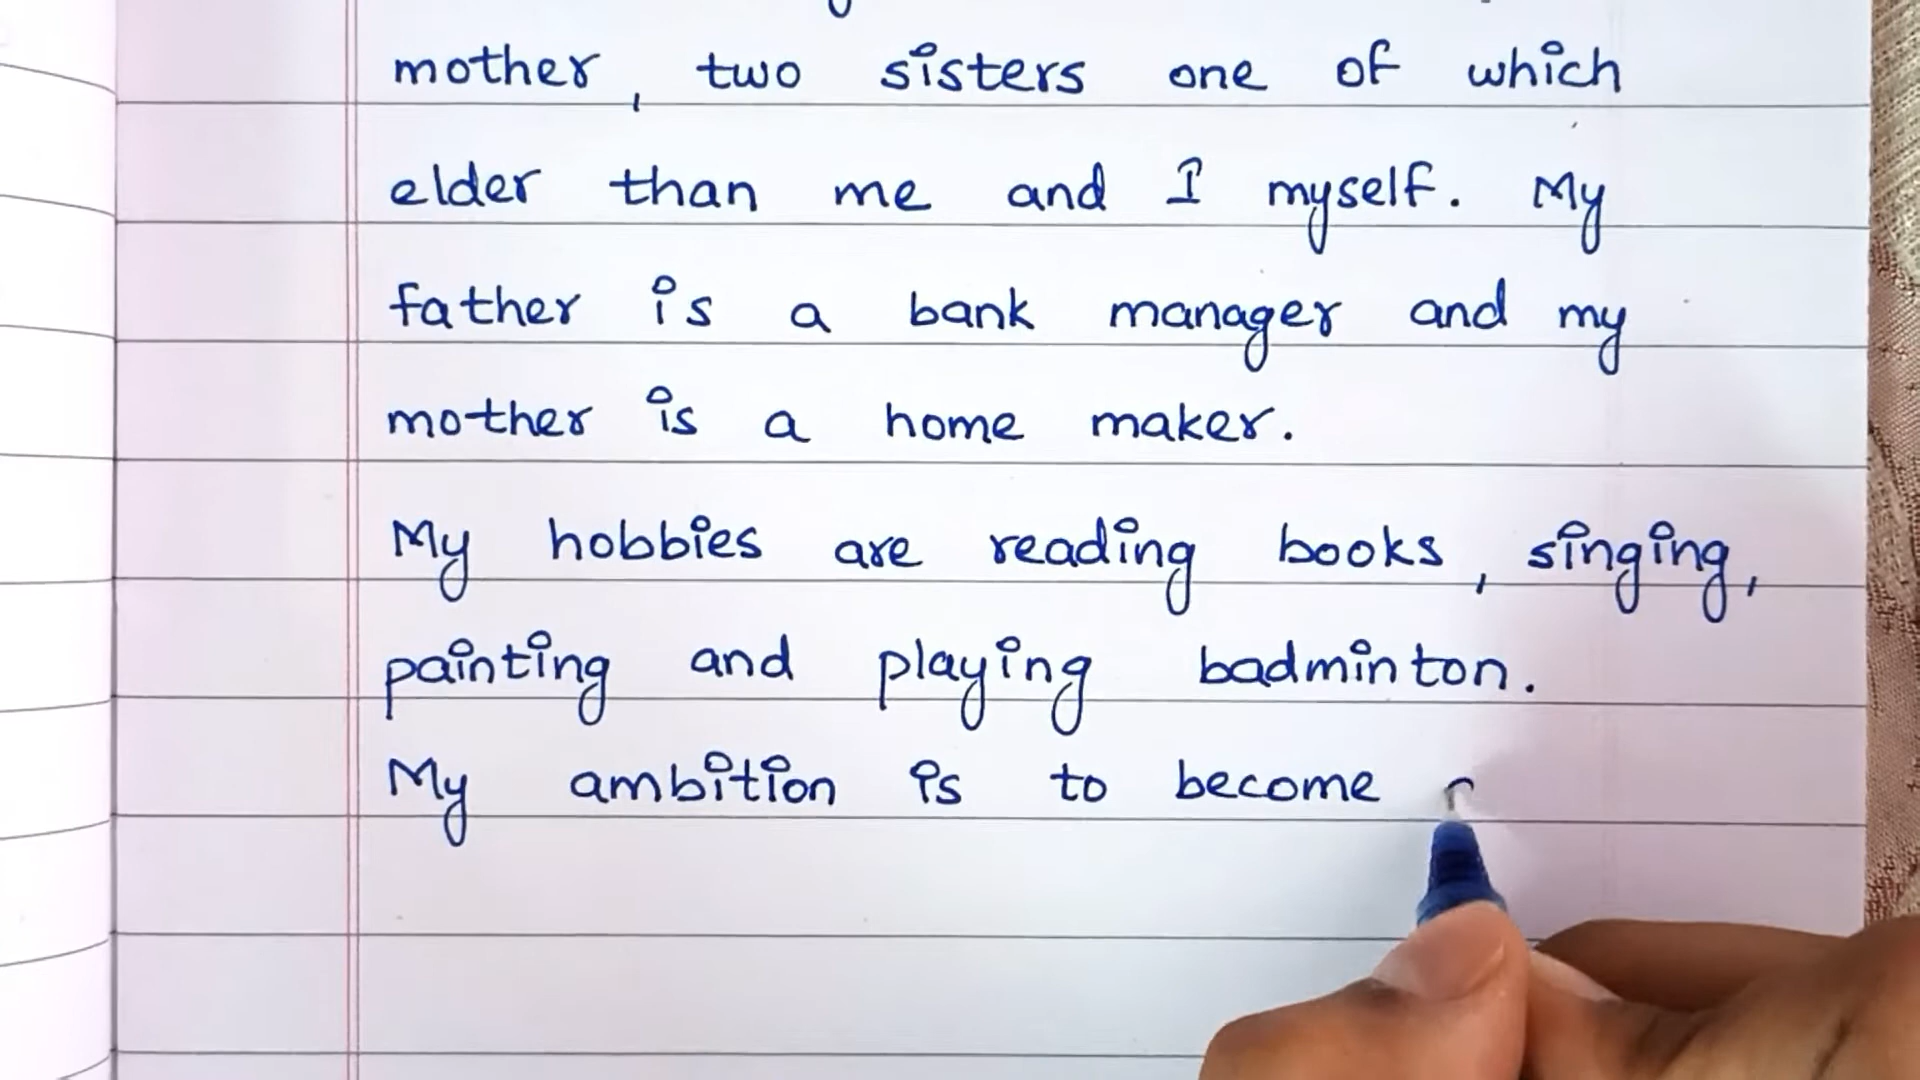 mother, two sisters one of which
elder than me and I myself. My
father is a bank manager and my
mother is a home maker.
My hobbies are reading books, singing,
painting and playing badminton.
My ambition is to become